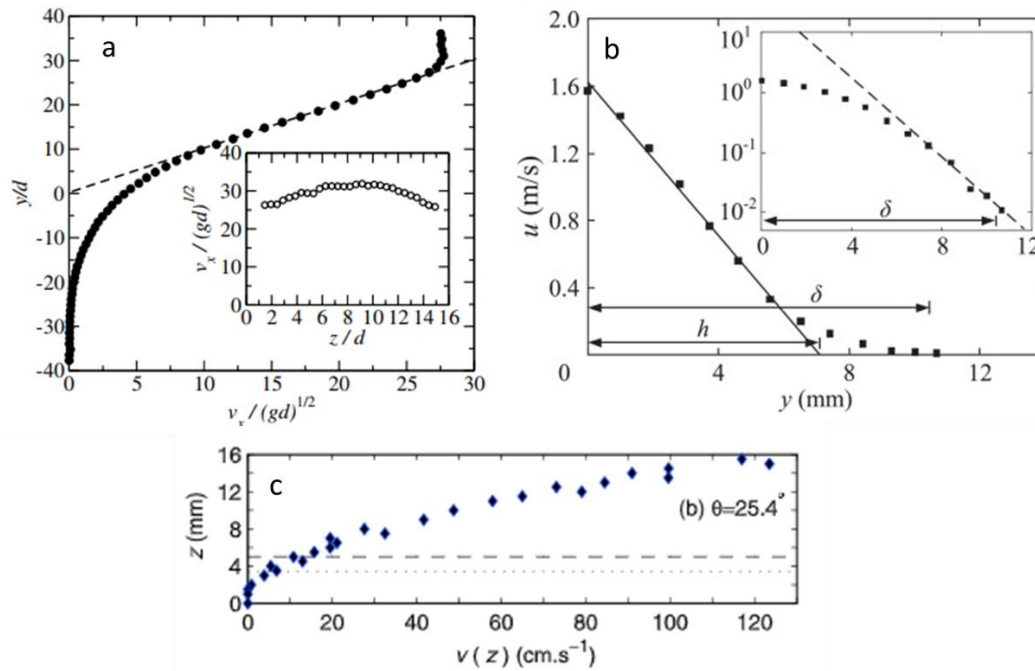 a
y/d
40
30
20
10
0
-10
-20
-30
-40
0 5 10 15 20 25 30
v_x / (gd)^{1/2}
v_x / (gd)^{1/2}
40
30
20
10
0
0 2 4 6 8 10 12 14 16
z / d
b
u (m/s)
2.0
1.6
1.2
0.8
0.4
0 4 8 12
y (mm)
δ
h
10^1
10^0
10^{-1}
10^{-2}
0 4 8 12
δ
c
z (mm)
16
12
8
4
0
(b) θ=25.4°
0 20 40 60 80 100 120
v ( z ) (cm.s^{-1})